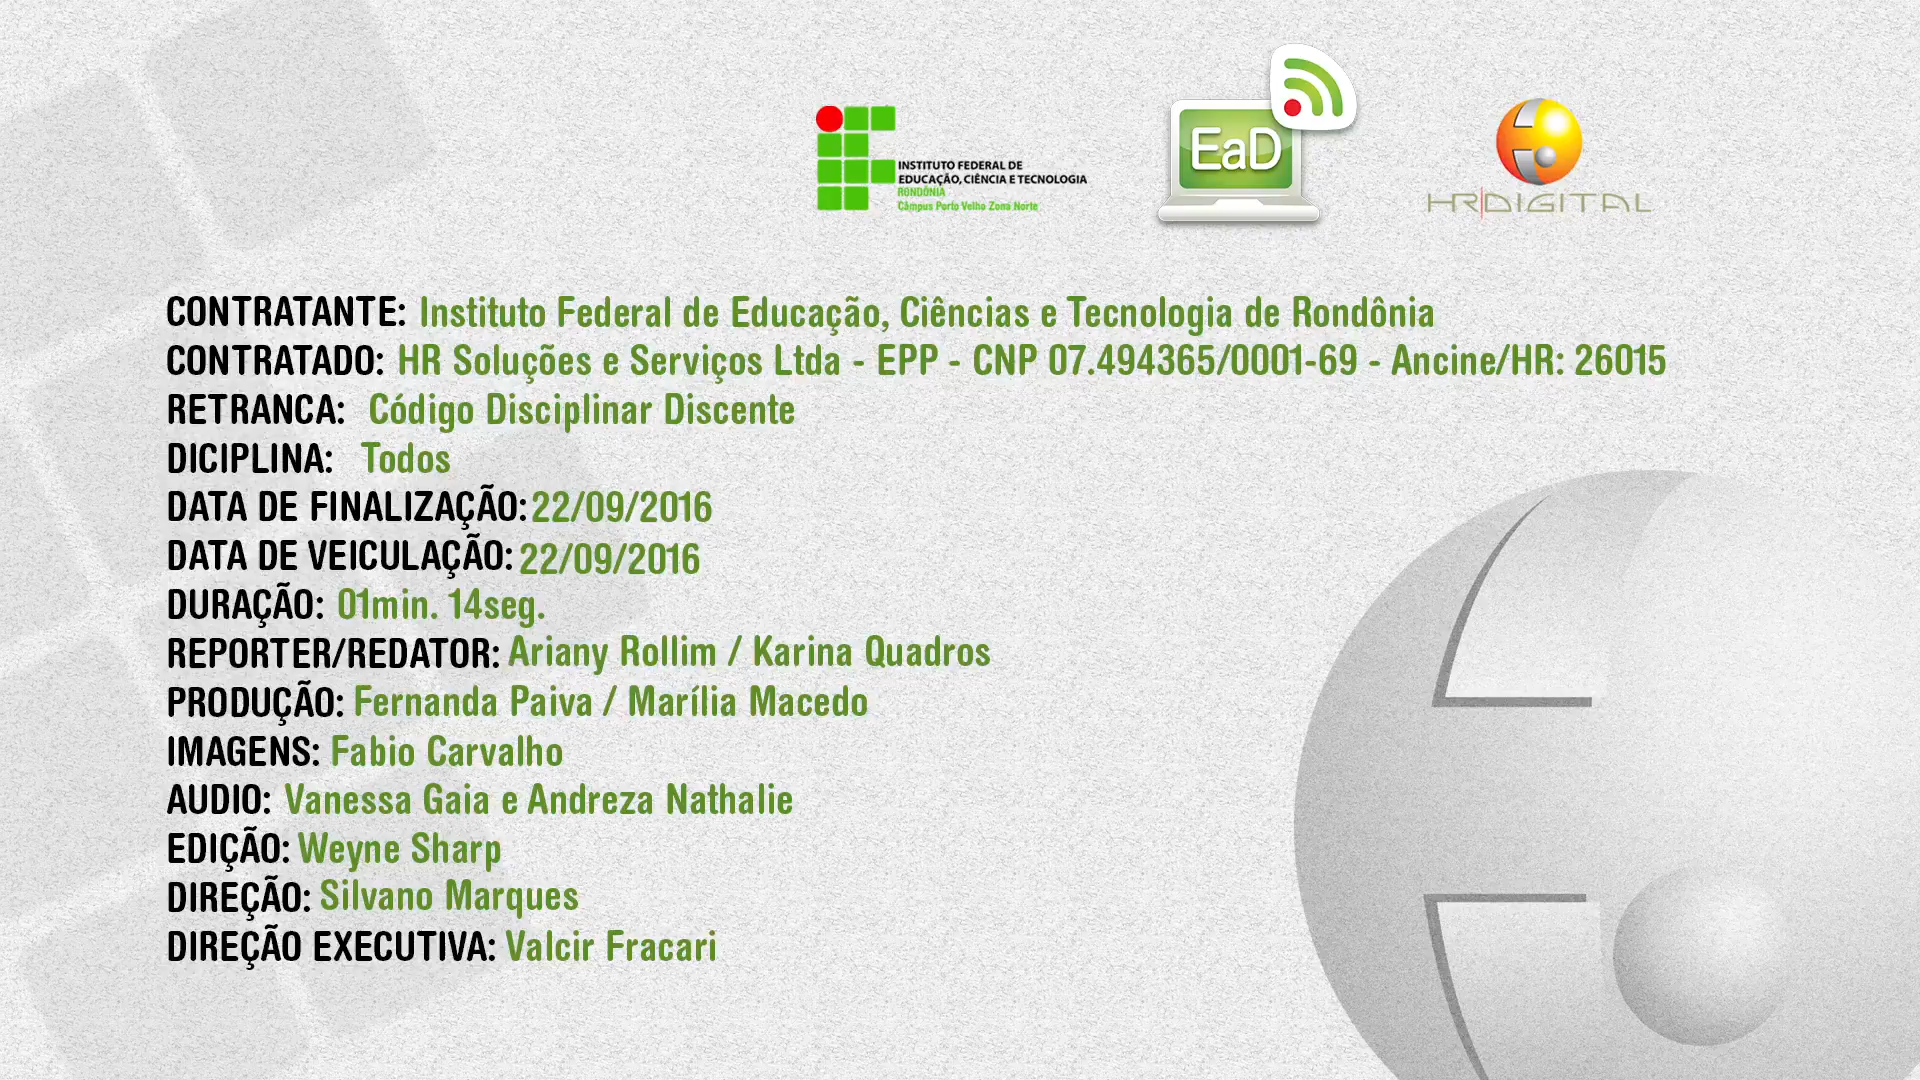 INSTITUTO FEDERAL DE
EDUCAÇÃO, CIÊNCIA E TECNOLOGIA
RONDÔNIA
Câmpus Porto Velho Zona Norte
EaD
HR|DIGITAL
CONTRATANTE: Instituto Federal de Educação, Ciências e Tecnologia de Rondônia
CONTRATADO: HR Soluções e Serviços Ltda - EPP - CNP 07.494365/0001-69 - Ancine/HR: 26015
RETRANCA: Código Disciplinar Discente
DICIPLINA: Todos
DATA DE FINALIZAÇÃO: 22/09/2016
DATA DE VEICULAÇÃO: 22/09/2016
DURAÇÃO: 01min. 14seg.
REPORTER/REDATOR: Ariany Rollim / Karina Quadros
PRODUÇÃO: Fernanda Paiva / Marília Macedo
IMAGENS: Fabio Carvalho
AUDIO: Vanessa Gaia e Andreza Nathalie
EDIÇÃO: Weyne Sharp
DIREÇÃO: Silvano Marques
DIREÇÃO EXECUTIVA: Valcir Fracari